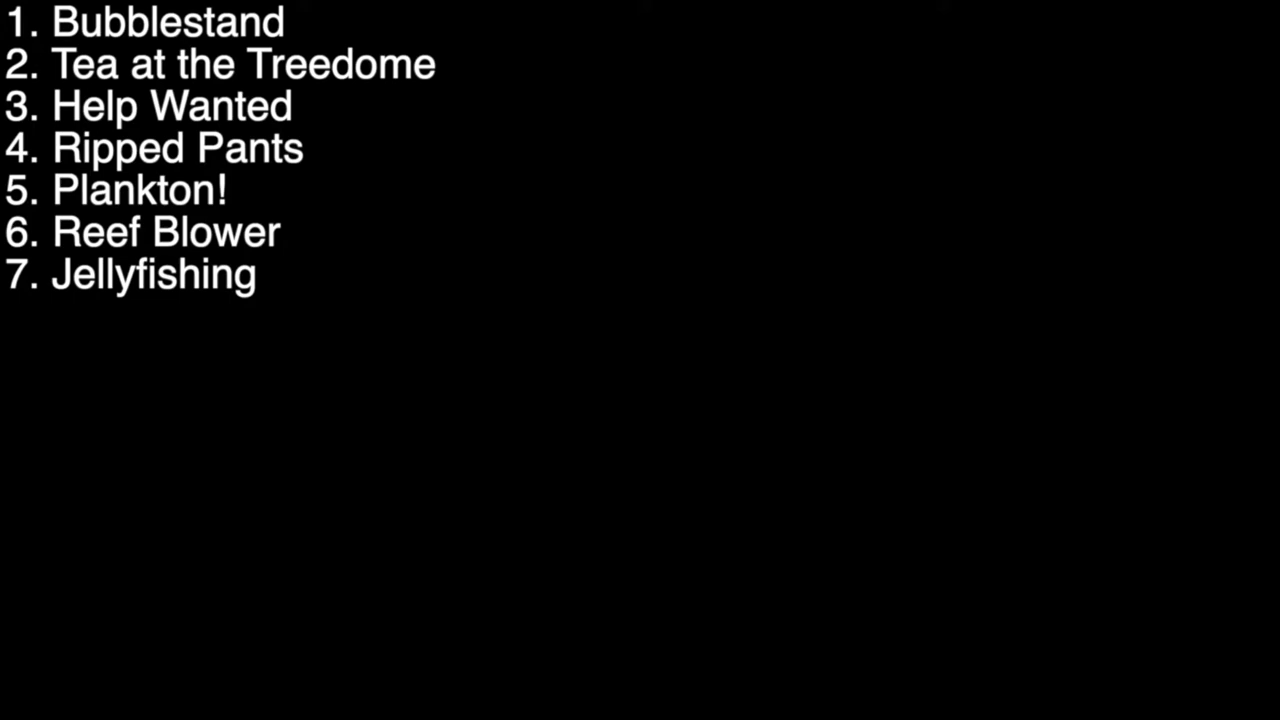 1. Bubblestand
2. Tea at the Treedome
3. Help Wanted
4. Ripped Pants
5. Plankton!
6. Reef Blower
7. Jellyfishing